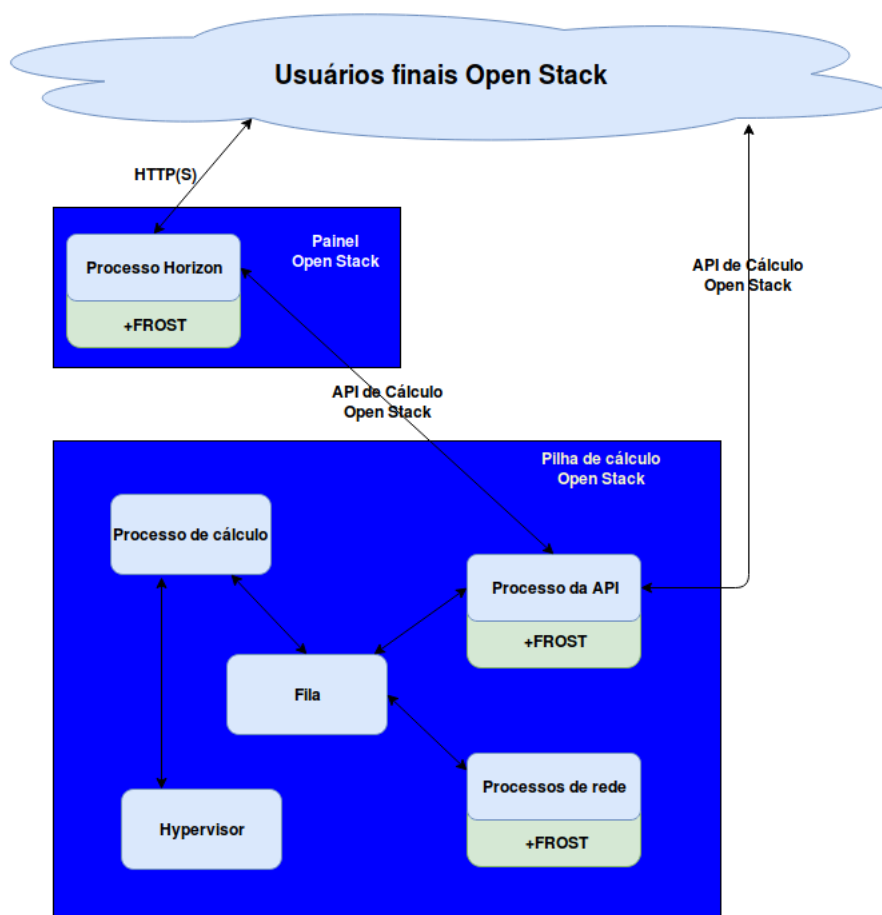 Usuários finais Open Stack
HTTP(S)
Painel
Open Stack
Processo Horizon
+FROST
API de Cálculo
Open Stack
API de Cálculo
Open Stack
Pilha de cálculo
Open Stack
Processo de cálculo
Processo da API
+FROST
Fila
Processos de rede
+FROST
Hypervisor